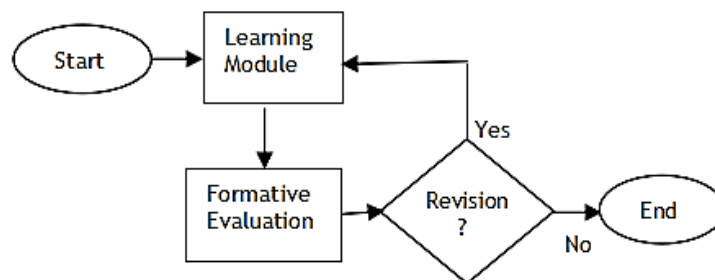 Start
Learning
Module
Yes
Formative
Evaluation
Revision
?
No
End